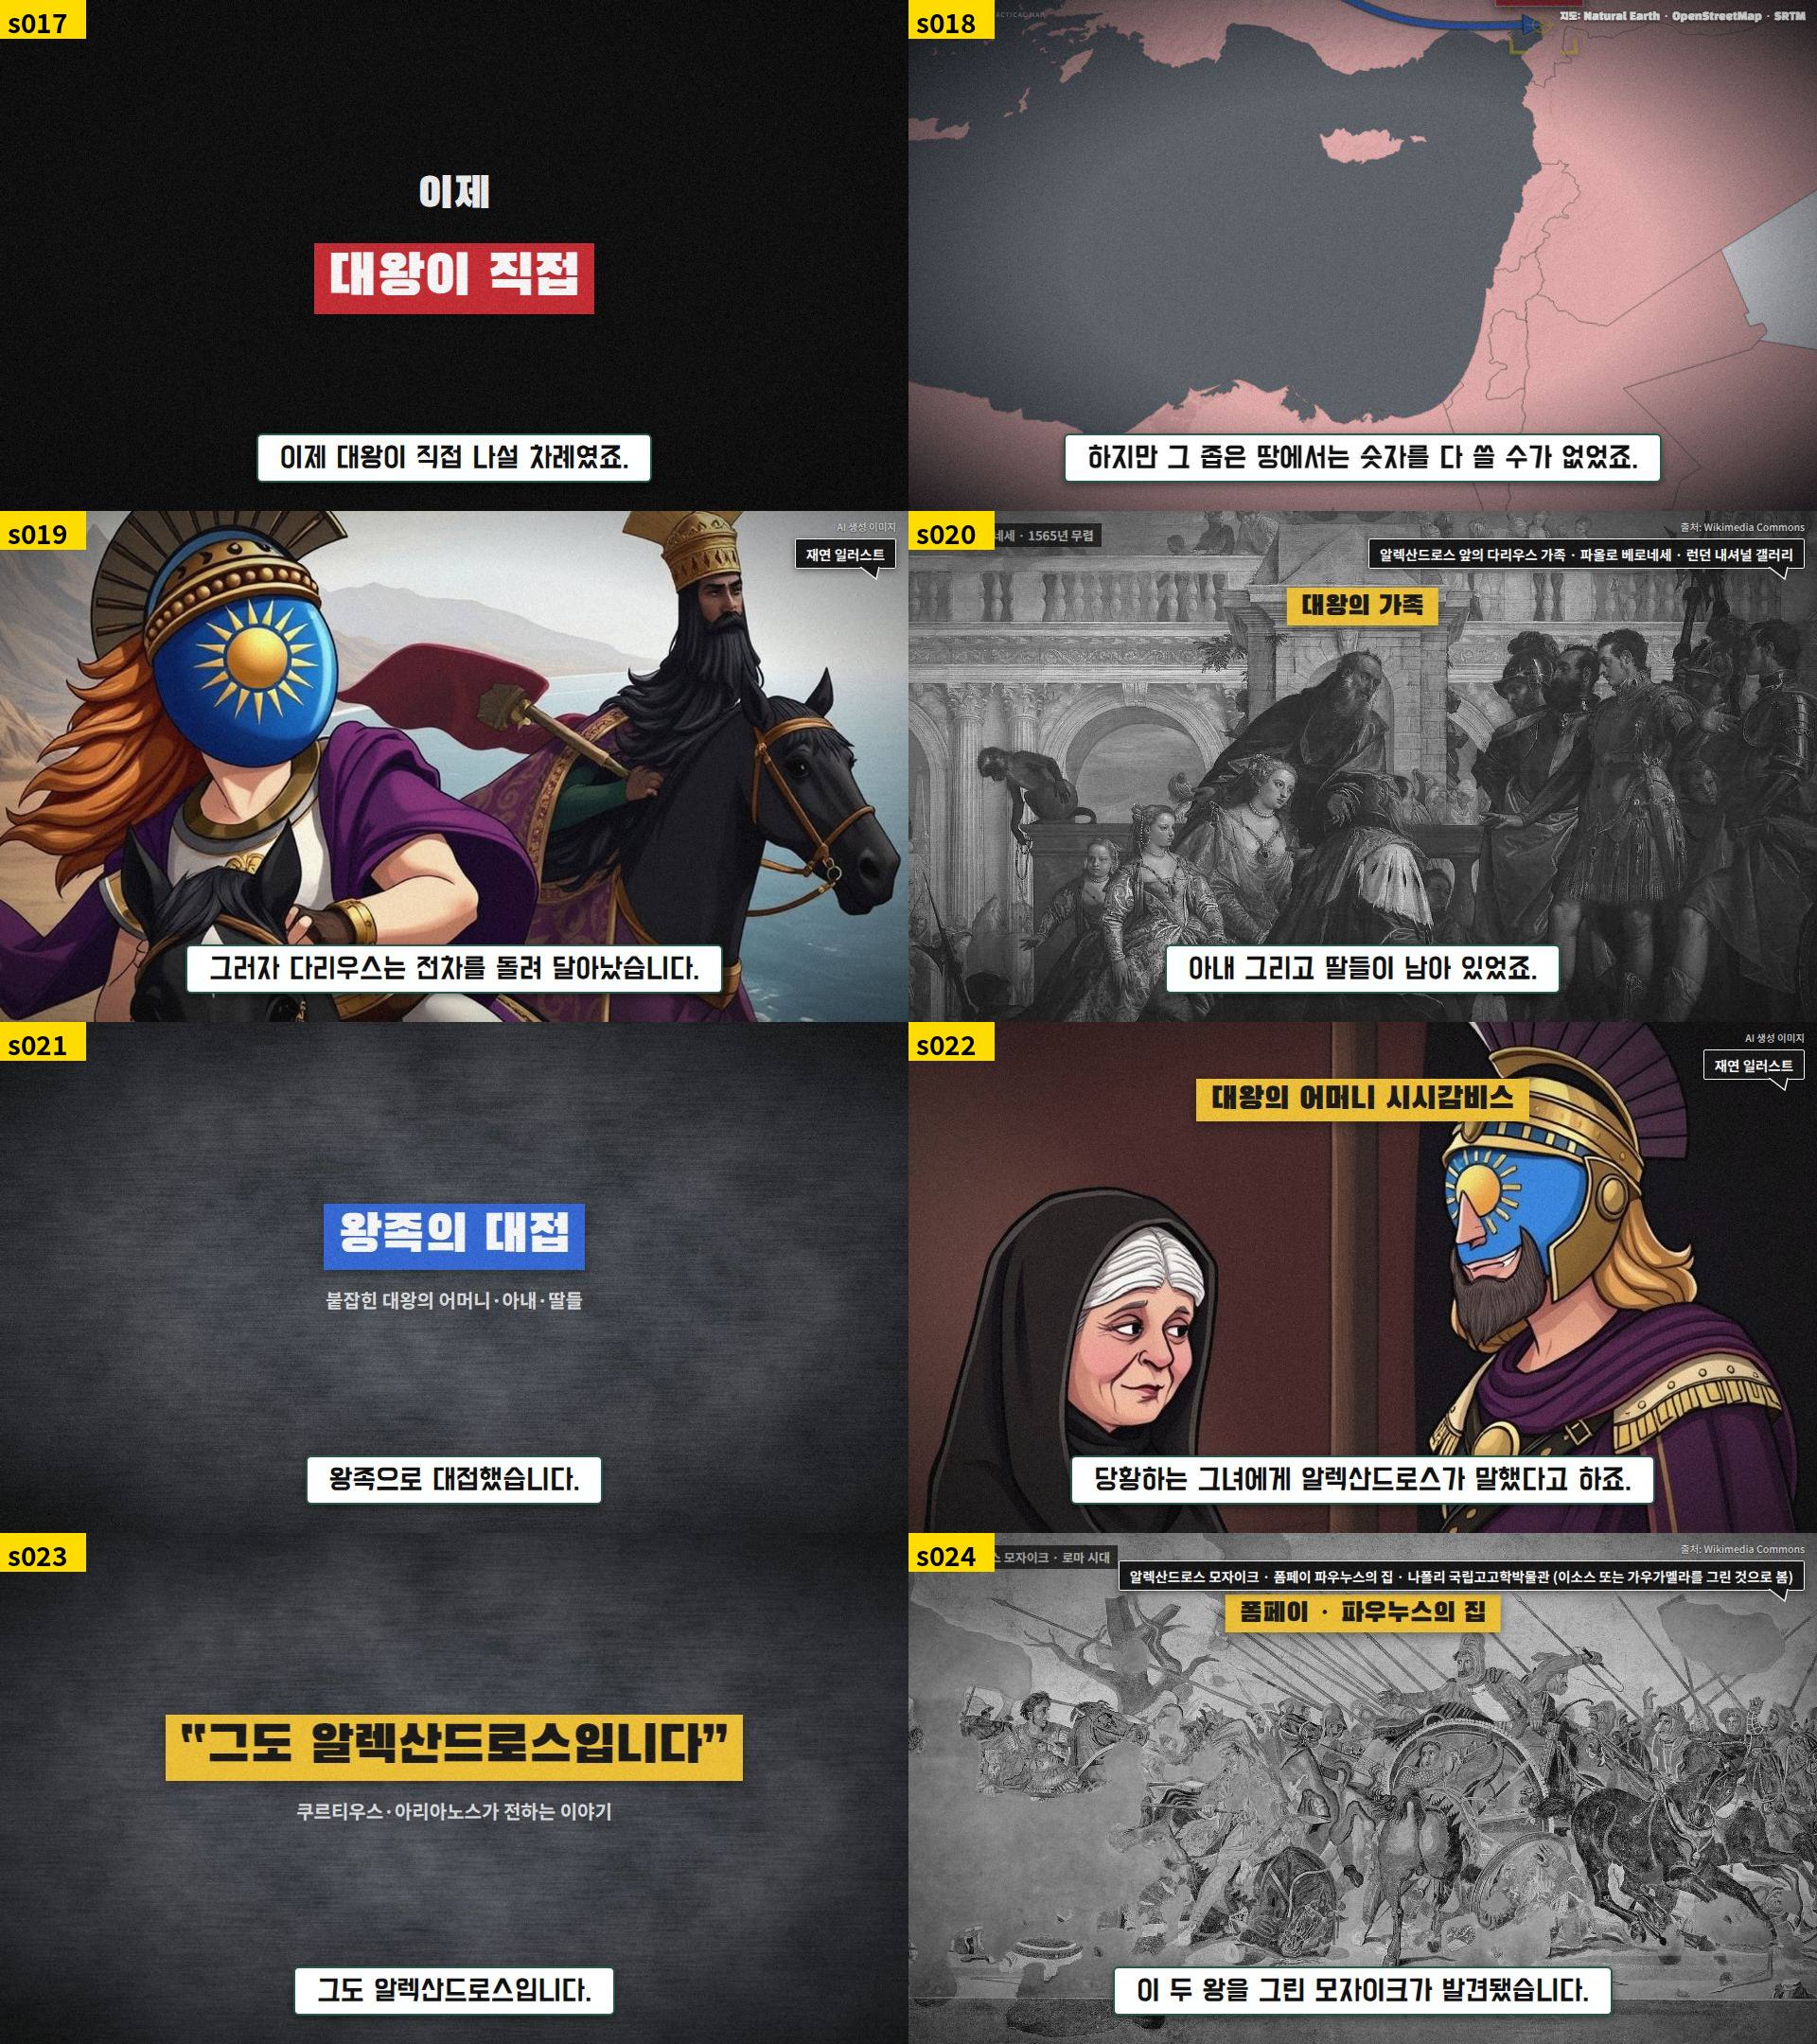 s017
이제
대왕이 직접
이제 대왕이 직접 나설 차례였죠.
s018
지도: Natural Earth · OpenStreetMap · SRTM
하지만 그 좁은 땅에서는 숫자를 다 쓸 수가 없었죠.
s019
AI 생성 이미지
재연 일러스트
그러자 다리우스는 전차를 돌려 달아났습니다.
s020
네세 · 1565년 무렵
출처: Wikimedia Commons
알렉산드로스 앞의 다리우스 가족 · 파올로 베로네세 · 런던 내셔널 갤러리
대왕의 가족
아내 그리고 딸들이 남아 있었죠.
s021
왕족의 대접
붙잡힌 대왕의 어머니·아내·딸들
왕족으로 대접했습니다.
s022
AI 생성 이미지
재연 일러스트
대왕의 어머니 시시감비스
당황하는 그녀에게 알렉산드로스가 말했다고 하죠.
s023
“그도 알렉산드로스입니다”
쿠르티우스·아리아노스가 전하는 이야기
그도 알렉산드로스입니다.
s024
스 모자이크 · 로마 시대
출처: Wikimedia Commons
알렉산드로스 모자이크 · 폼페이 파우누스의 집 · 나폴리 국립고고학박물관 (이소스 또는 가우가멜라를 그린 것으로 봄)
폼페이 · 파우누스의 집
이 두 왕을 그린 모자이크가 발견됐습니다.